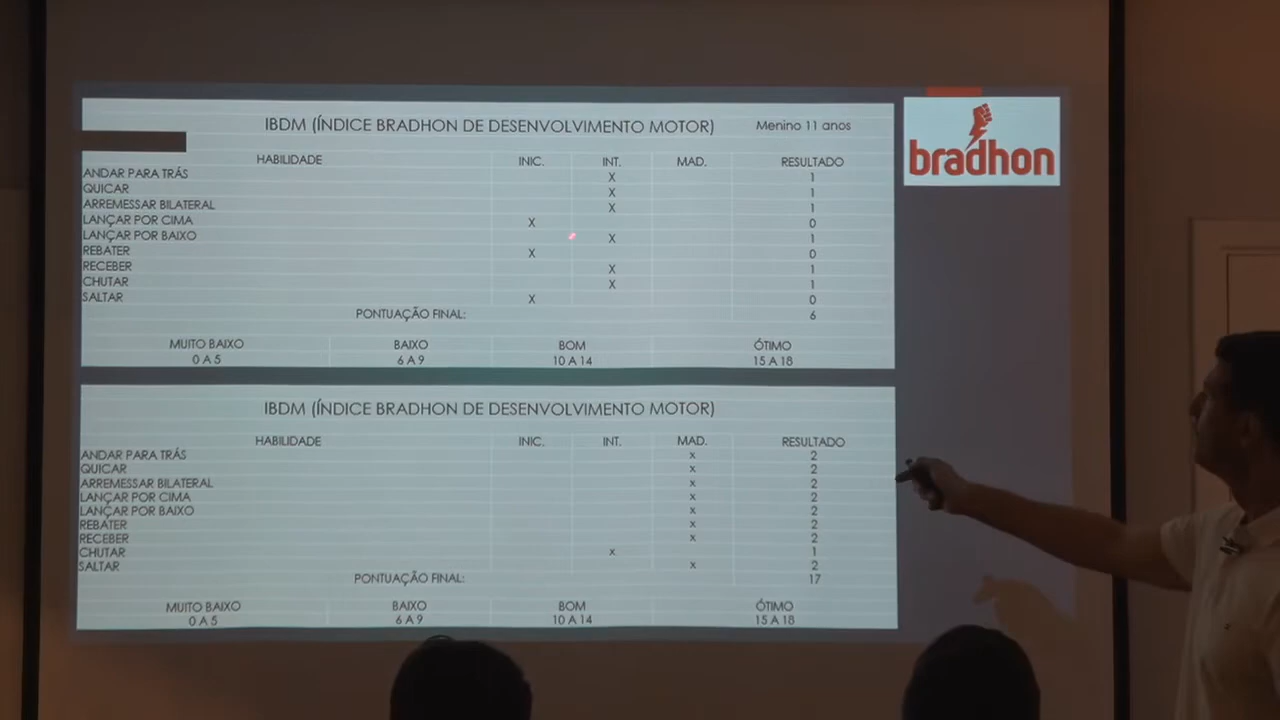 IBDM (ÍNDICE BRADHON DE DESENVOLVIMENTO MOTOR) Menino 11 anos
HABILIDADE INIC. INT. MAD. RESULTADO
ANDAR PARA TRÁS X 1
QUICAR X 1
ARREMESSAR BILATERAL X 1
LANÇAR POR CIMA X 0
LANÇAR POR BAIXO X 1
REBATER X 0
RECEBER X 1
CHUTAR X 1
SALTAR X 0
PONTUAÇÃO FINAL: 6
MUITO BAIXO BAIXO BOM ÓTIMO
0 A 5 6 A 9 10 A 14 15 A 18
bradhon
IBDM (ÍNDICE BRADHON DE DESENVOLVIMENTO MOTOR)
HABILIDADE INIC. INT. MAD. RESULTADO
ANDAR PARA TRÁS x 2
QUICAR x 2
ARREMESSAR BILATERAL x 2
LANÇAR POR CIMA x 2
LANÇAR POR BAIXO x 2
REBATER x 2
RECEBER x 2
CHUTAR x 1
SALTAR x 2
PONTUAÇÃO FINAL: 17
MUITO BAIXO BAIXO BOM ÓTIMO
0 A 5 6 A 9 10 A 14 15 A 18